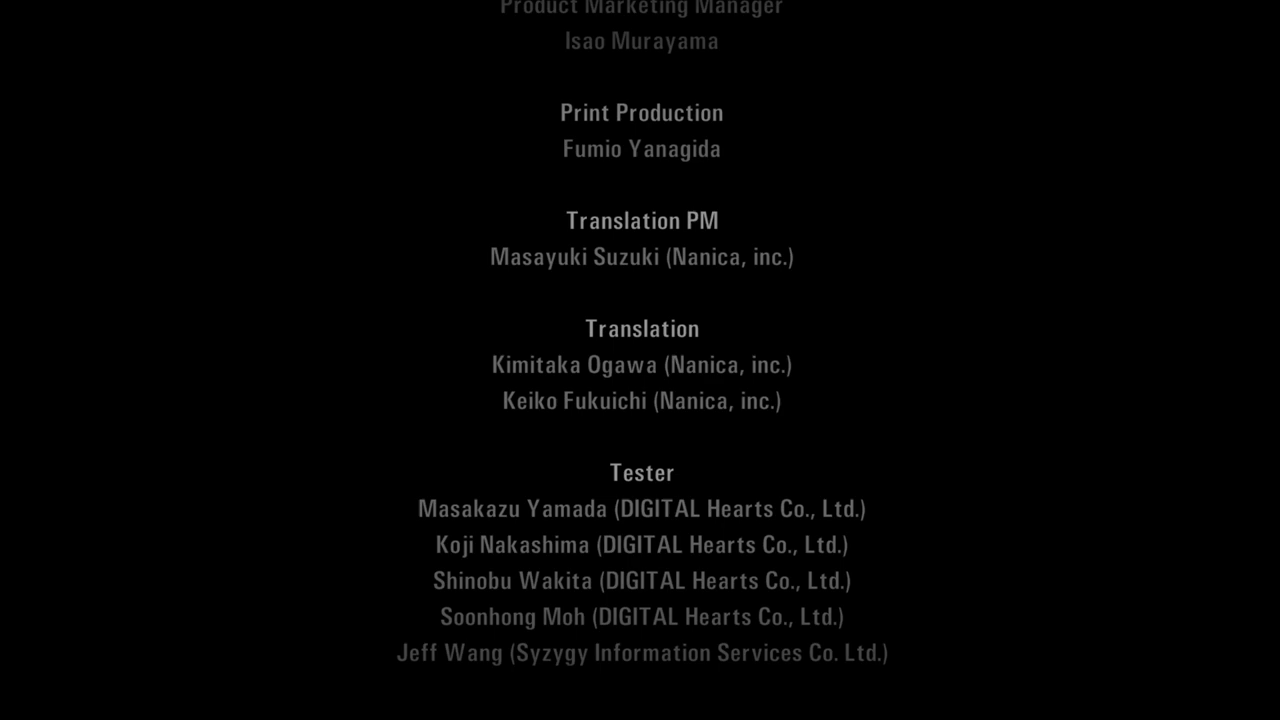 Product Marketing Manager
Isao Murayama
Print Production
Fumio Yanagida
Translation PM
Masayuki Suzuki (Nanica, inc.)
Translation
Kimitaka Ogawa (Nanica, inc.)
Keiko Fukuichi (Nanica, inc.)
Tester
Masakazu Yamada (DIGITAL Hearts Co., Ltd.)
Koji Nakashima (DIGITAL Hearts Co., Ltd.)
Shinobu Wakita (DIGITAL Hearts Co., Ltd.)
Soonhong Moh (DIGITAL Hearts Co., Ltd.)
Jeff Wang (Syzygy Information Services Co. Ltd.)